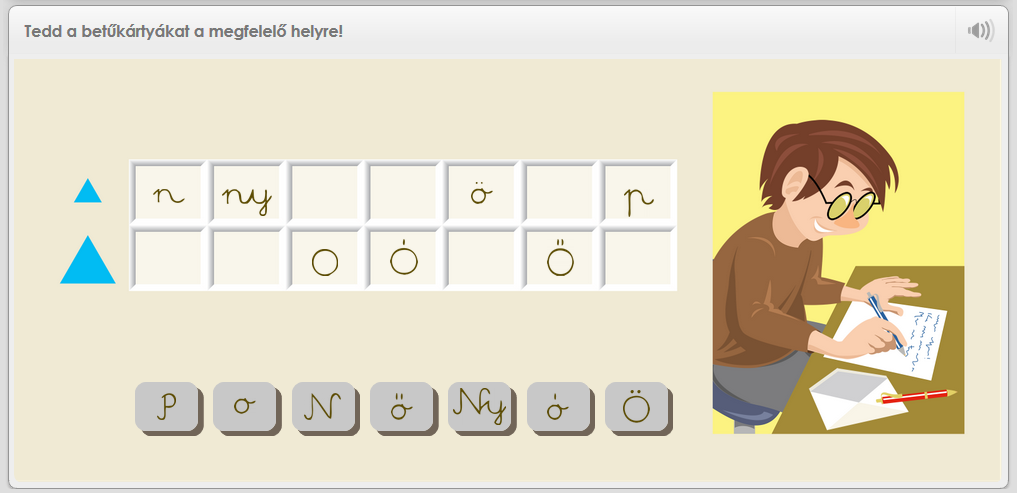 Tedd a betűkártyákat a megfelelő helyre!
n ny ö p
O Ó Ő
P o N ő Ny ó Ö